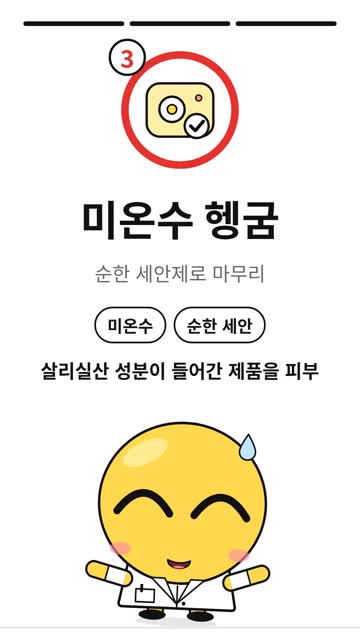 3
미온수 헹굼
순한 세안제로 마무리
미온수 순한 세안
살리실산 성분이 들어간 제품을 피부